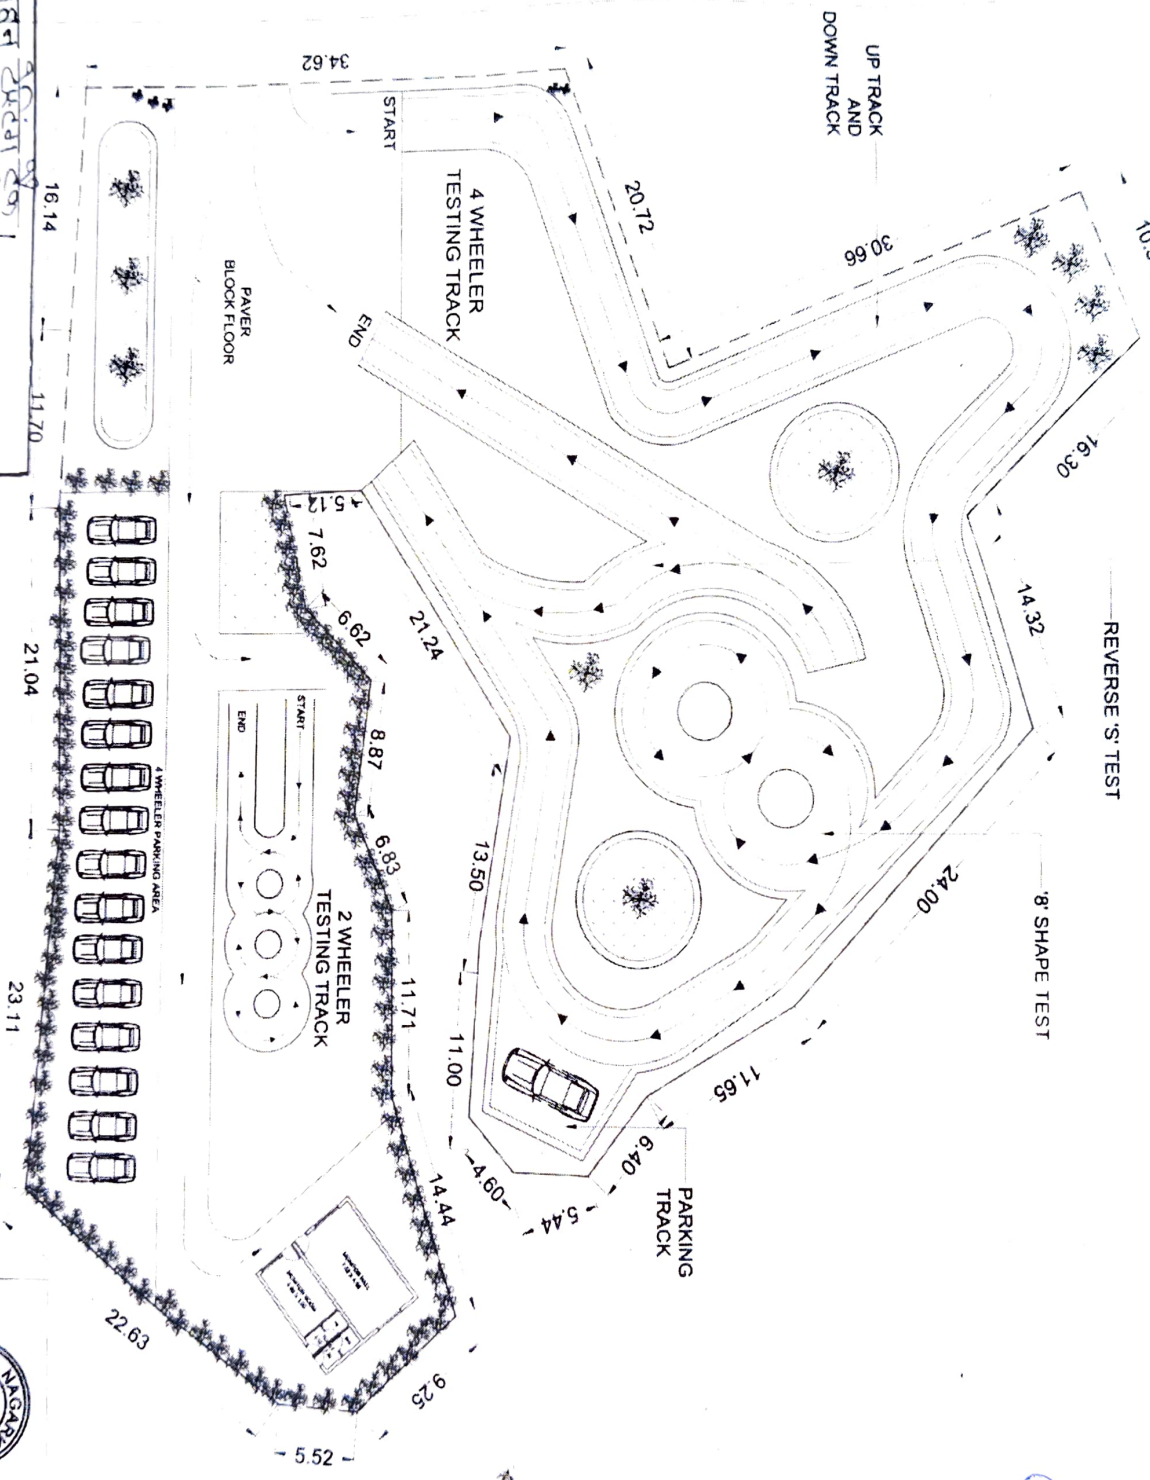 34.62
UP TRACK
AND
DOWN TRACK
START
4 WHEELER
TESTING TRACK
20.72
30.66
16.14
PAVER
BLOCK FLOOR
END
11.70
16.30
5.12
7.62
6.62
21.24
14.32
REVERSE 'S' TEST
21.04
START
END
8.87
6.83
4 WHEELER PARKING AREA
2 WHEELER
TESTING TRACK
13.50
24.00
'8' SHAPE TEST
23.11
11.71
11.00
11.65
6.40
4.60
5.44
PARKING
TRACK
14.44
22.63
9.25
5.52